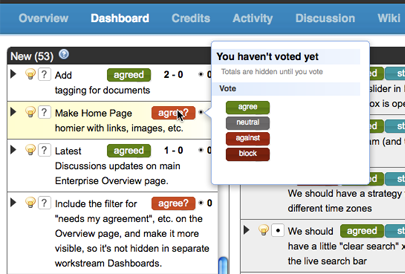 Overview Dashboard Credits Activity Discussion Wiki
New (53) ?
? Add agreed 2 - 0 0
tagging for documents
? Make Home Page agree? 0
homier with links, images, etc.
? Latest agreed 1 - 0
Discussions updates on main
Enterprise Overview page.
? Include the filter for agree? 0
"needs my agreement", etc. on the
Overview page, and make it more
visible, so it's not hidden in separate
workstream Dashboards.
You haven't voted yet
Totals are hidden until you vote
Vote
agree
neutral
against
block
slider in
box is open
We should have a strategy
different time zones
We should agreed
have a little "clear search" x
the live search bar